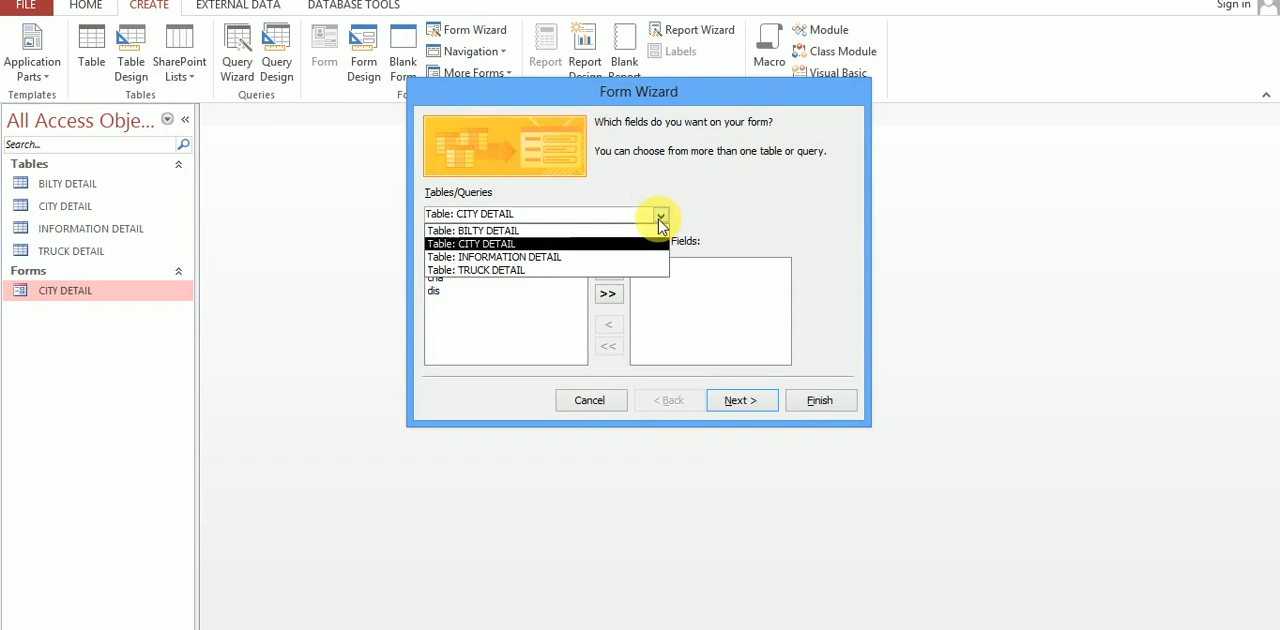 FILE HOME CREATE EXTERNAL DATA DATABASE TOOLS Sign in
Application Parts
Templates
Table
Table Design
SharePoint Lists
Tables
Query Wizard
Query Design
Queries
Form
Form Design
Blank Form
Form Wizard
Navigation
More Forms
Report
Report Design
Blank Report
Report Wizard
Labels
Macro
Module
Class Module
Visual Basic
All Access Obje... «
Search...
Tables
BILTY DETAIL
CITY DETAIL
INFORMATION DETAIL
TRUCK DETAIL
Forms
CITY DETAIL
Form Wizard
Which fields do you want on your form?
You can choose from more than one table or query.
Tables/Queries
Table: CITY DETAIL
Table: BILTY DETAIL
Table: CITY DETAIL
Table: INFORMATION DETAIL
Table: TRUCK DETAIL
Fields:
dis
>>
<
<<
Cancel < Back Next > Finish